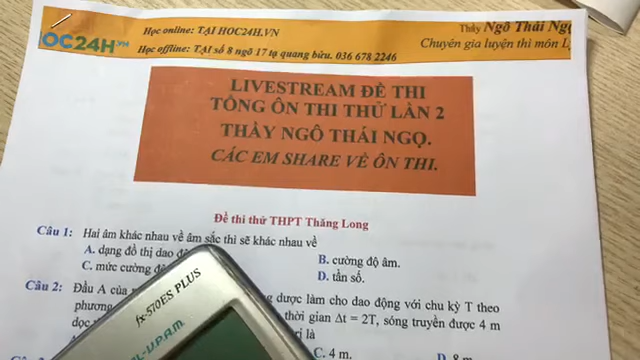 HOC24H.VN
Học online: TẠI HOC24H.VN
Học offline: TẠI số 8 ngõ 17 tạ quang bửu. 036 678 2246
Thầy Ngô Thái Ngọ
Chuyên gia luyện thi môn
LIVESTREAM ĐỀ THI
TỔNG ÔN THI THỬ LẦN 2
THẦY NGÔ THÁI NGỌ.
CÁC EM SHARE VỀ ÔN THI.
Đề thi thử THPT Thăng Long
Câu 1: Hai âm khác nhau về âm sắc thì sẽ khác nhau về
A. dạng đồ thị dao
B. cường độ âm.
C. mức cường
D. tần số.
Câu 2: Đầu A của
dược làm cho dao động với chu kỳ T theo
phương
thời gian Δt = 2T, sóng truyền được 4 m
dọc
là
C. 4 m.
fx-570ES PLUS